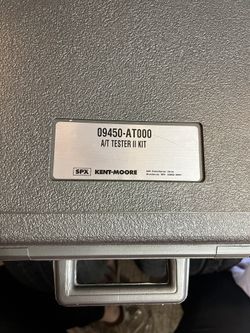 09450-AT000
A/T TESTER II KIT
SPX KENT-MOORE